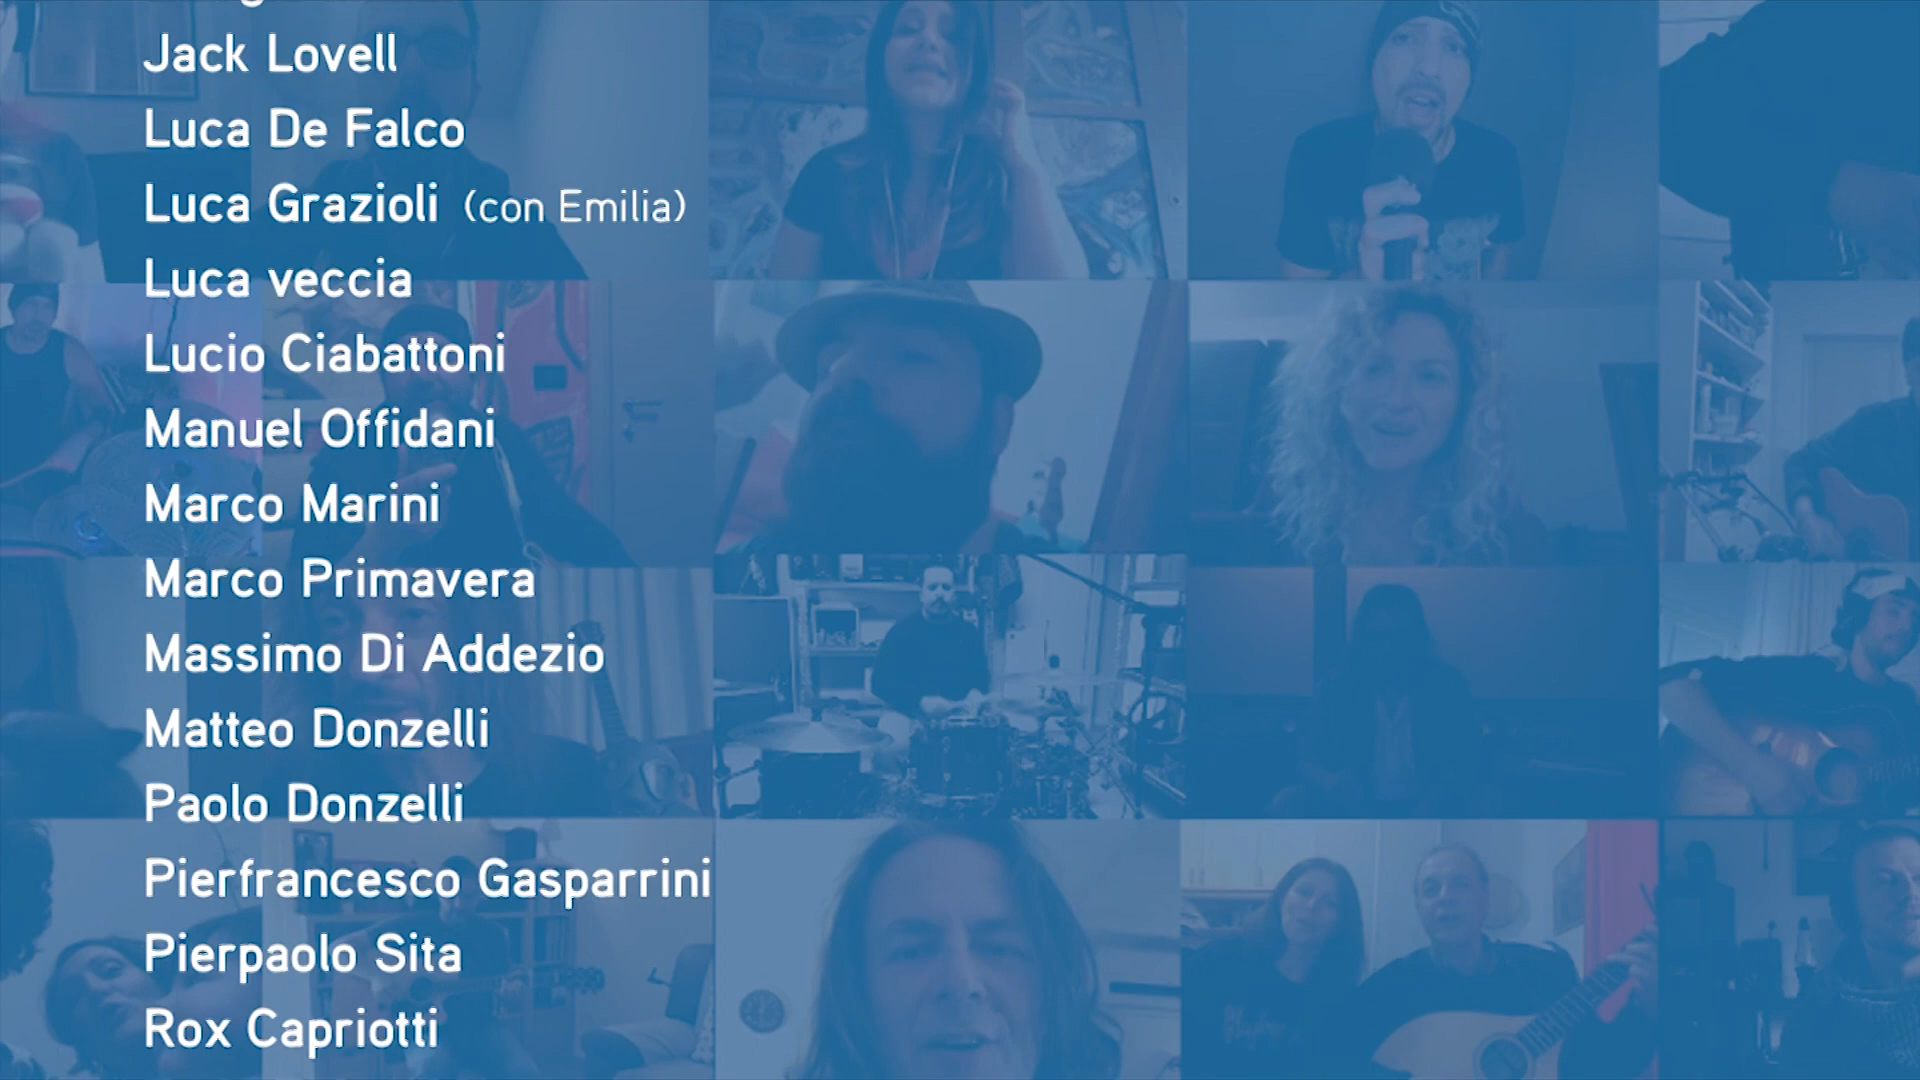 Jack Lovell
Luca De Falco
Luca Grazioli (con Emilia)
Luca veccia
Lucio Ciabattoni
Manuel Offidani
Marco Marini
Marco Primavera
Massimo Di Addezio
Matteo Donzelli
Paolo Donzelli
Pierfrancesco Gasparrini
Pierpaolo Sita
Rox Capriotti